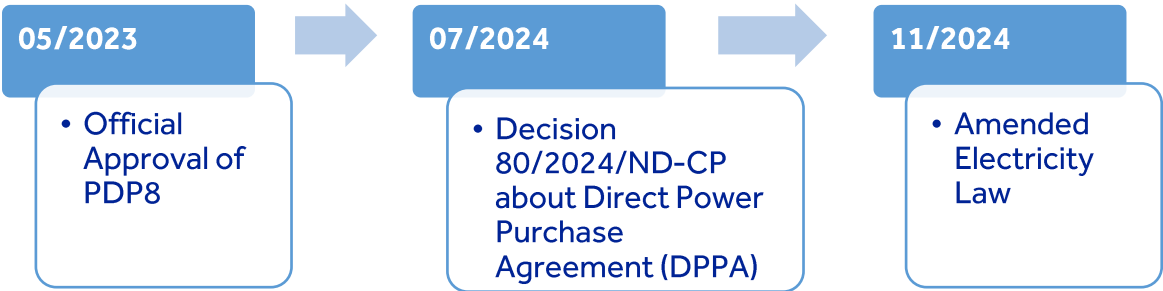 05/2023
• Official
Approval of
PDP8
07/2024
• Decision
80/2024/ND-CP
about Direct Power
Purchase
Agreement (DPPA)
11/2024
• Amended
Electricity
Law